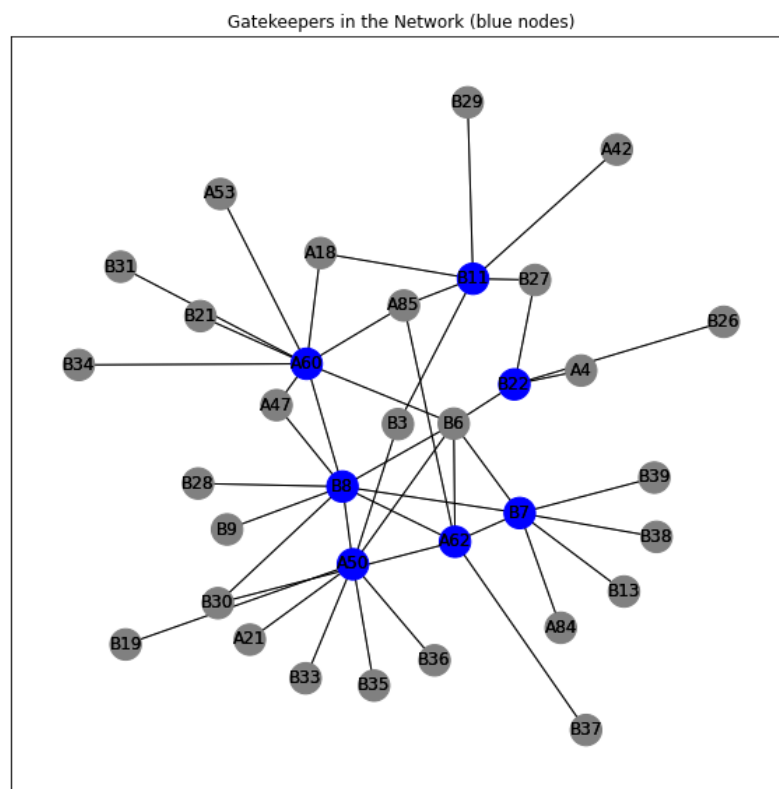 Gatekeepers in the Network (blue nodes)
B29
A42
A53
A18
B31
B11
B27
A85
B21
B26
A60
B34
A4
B22
A47
B3
B6
B39
B28
B8
B7
B9
B38
A62
A50
B13
B30
A84
A21
B19
B36
B33
B35
B37